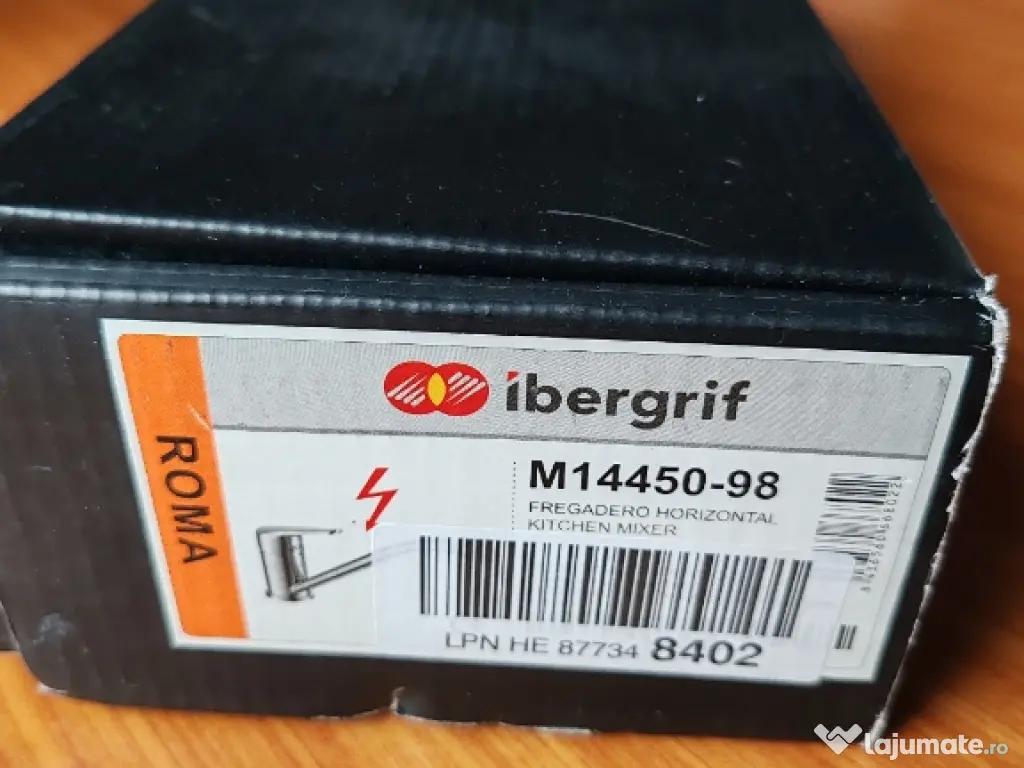 ibergrif
ROMA
M14450-98
FREGADERO HORIZONTAL
KITCHEN MIXER
LPN HE 87734 8402
lajumate.ro